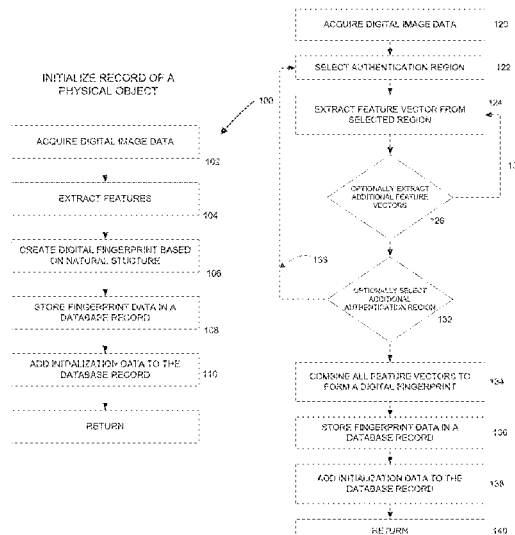 INITIALIZE RECORD OF A
PHYSICAL OBJECT
100
ACQUIRE DIGITAL IMAGE DATA
102
EXTRACT FEATURES
104
CREATE DIGITAL FINGERPRINT BASED
ON NATURAL STRUCTURE
106
STORE FINGERPRINT DATA IN A
DATABASE RECORD
108
ADD INITIALIZATION DATA TO THE
DATABASE RECORD
110
RETURN
ACQUIRE DIGITAL IMAGE DATA
120
SELECT AUTHENTICATION REGION
122
EXTRACT FEATURE VECTOR FROM
SELECTED REGION
124
OPTIONALLY EXTRACT
ADDITIONAL FEATURE
VECTORS
26
OPTIONALLY SELECT
ADDITIONAL
AUTHENTICATION REGION
132
COMBINE ALL FEATURE VECTORS TO
FORM A DIGITAL FINGERPRINT
134
STORE FINGERPRINT DATA IN A
DATABASE RECORD
136
ADD INITIALIZATION DATA TO THE
DATABASE RECORD
138
RETURN
140